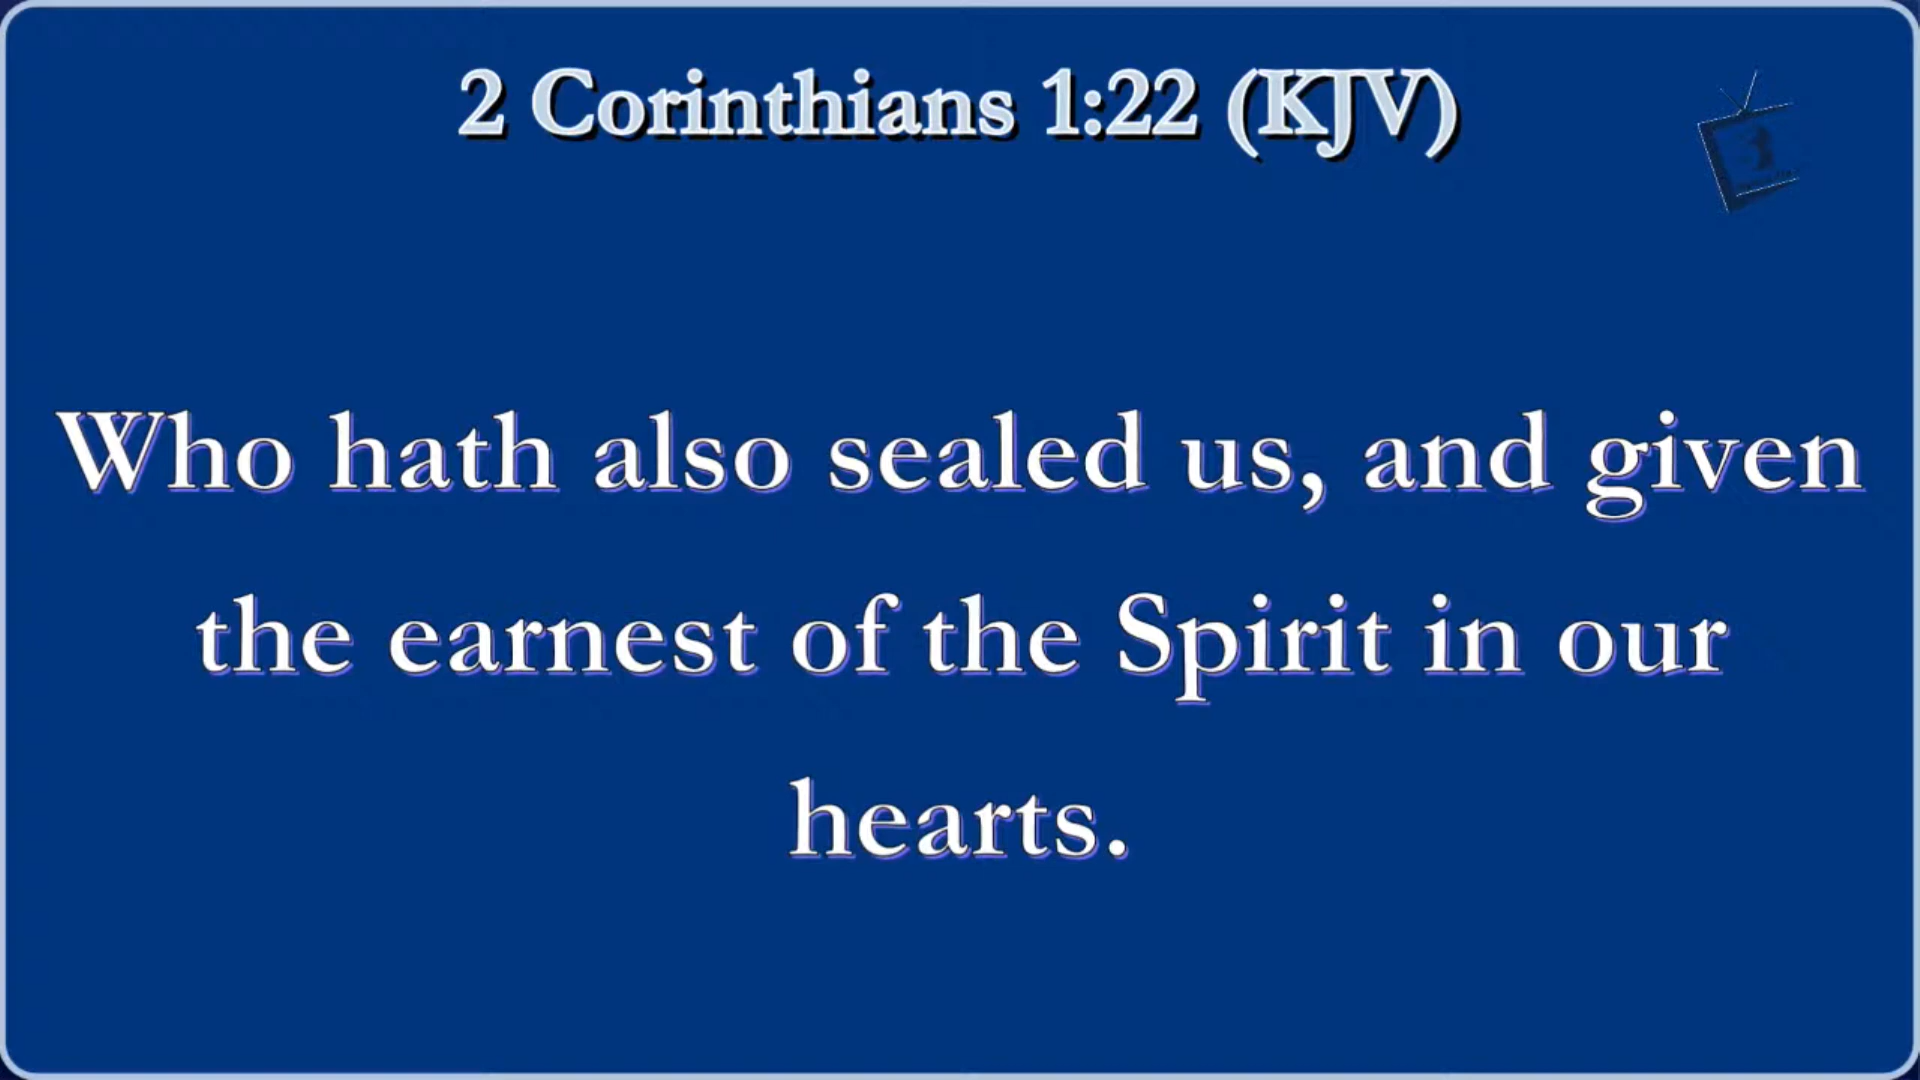 2 Corinthians 1:22 (KJV)
Who hath also sealed us, and given
the earnest of the Spirit in our
hearts.